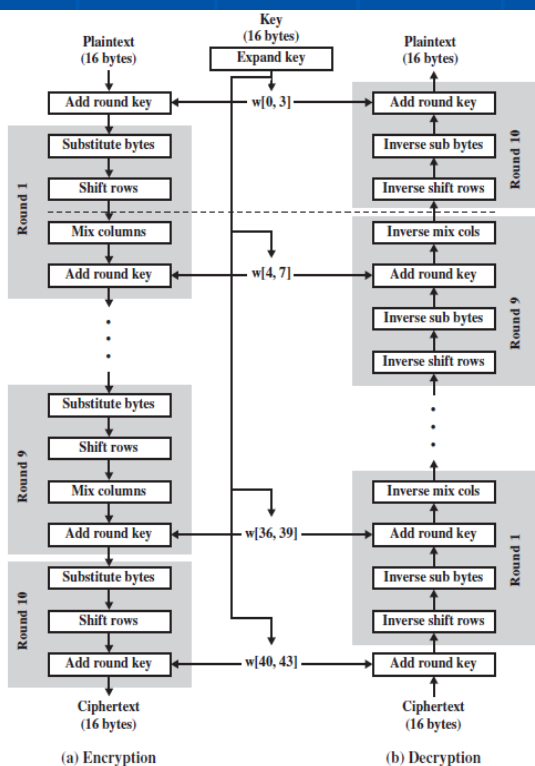 Key
(16 bytes)
Expand key
Plaintext
(16 bytes)
Add round key
Substitute bytes
Shift rows
Mix columns
Add round key
Round 1
Substitute bytes
Shift rows
Mix columns
Add round key
Round 9
Substitute bytes
Shift rows
Add round key
Round 10
Ciphertext
(16 bytes)
(a) Encryption
w[0, 3]
w[4, 7]
w[36, 39]
w[40, 43]
Plaintext
(16 bytes)
Add round key
Inverse sub bytes
Inverse shift rows
Round 10
Inverse mix cols
Add round key
Inverse sub bytes
Inverse shift rows
Round 9
Inverse mix cols
Add round key
Inverse sub bytes
Inverse shift rows
Round 1
Add round key
Ciphertext
(16 bytes)
(b) Decryption